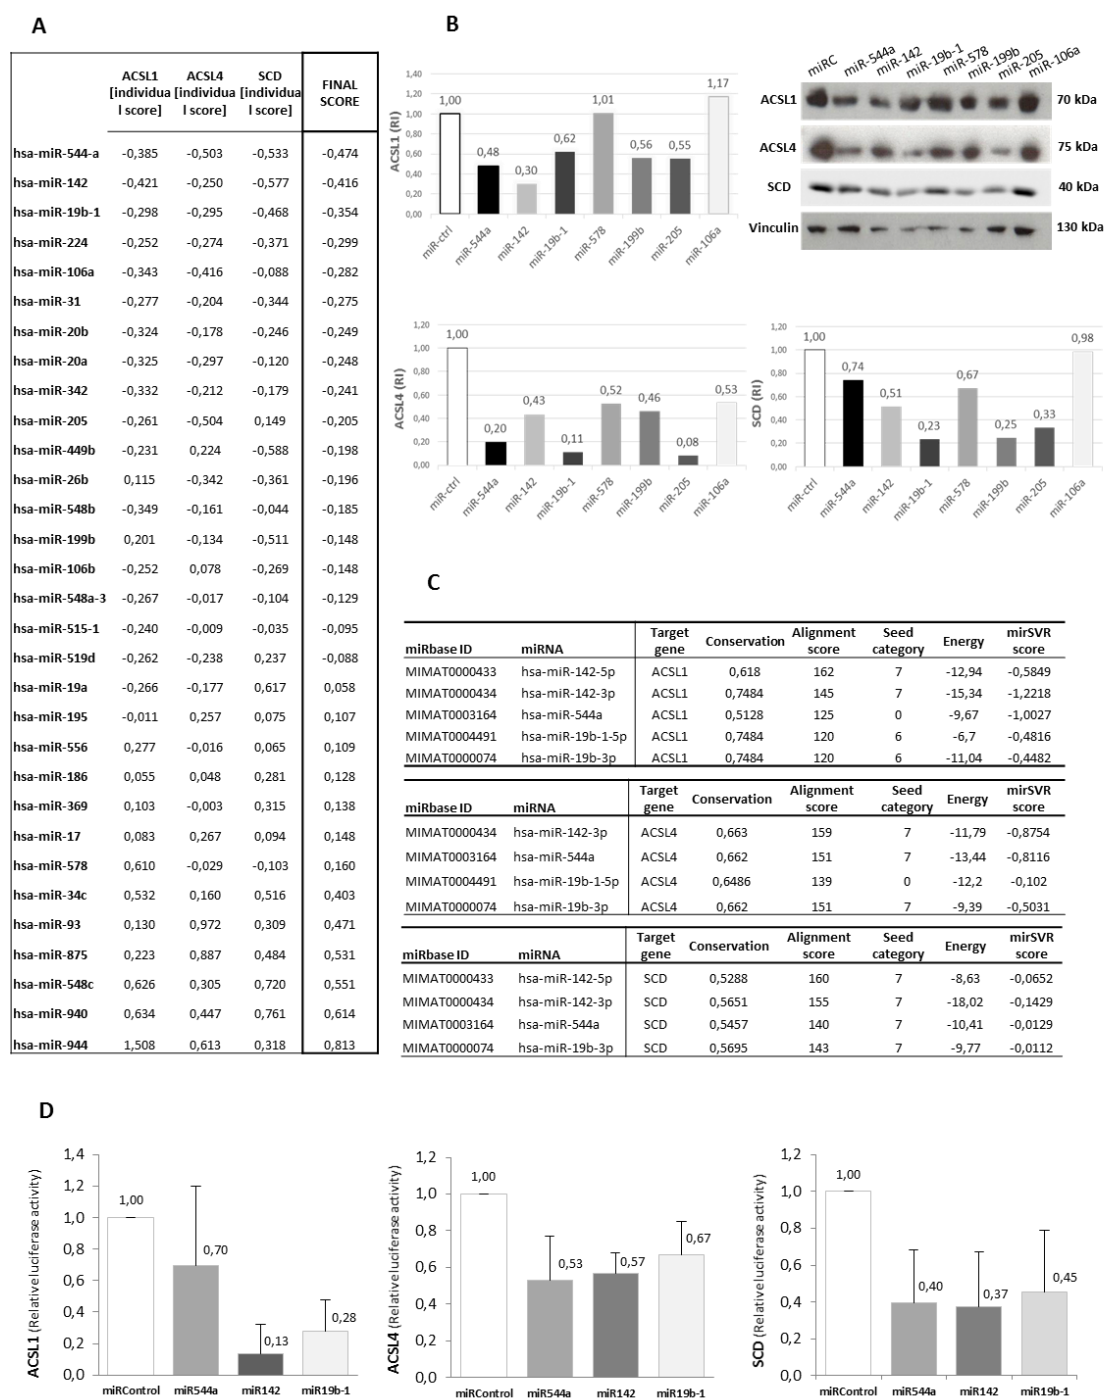 A
ACSL1 [individua l score] ACSL4 [individua l score] SCD [individua l score] FINAL SCORE
hsa-miR-544-a -0,385 -0,503 -0,533 -0,474
hsa-miR-142 -0,421 -0,250 -0,577 -0,416
hsa-miR-19b-1 -0,298 -0,295 -0,468 -0,354
hsa-miR-224 -0,252 -0,274 -0,371 -0,299
hsa-miR-106a -0,343 -0,416 -0,088 -0,282
hsa-miR-31 -0,277 -0,204 -0,344 -0,275
hsa-miR-20b -0,324 -0,178 -0,246 -0,249
hsa-miR-20a -0,325 -0,297 -0,120 -0,248
hsa-miR-342 -0,332 -0,212 -0,179 -0,241
hsa-miR-205 -0,261 -0,504 0,149 -0,205
hsa-miR-449b -0,231 0,224 -0,588 -0,198
hsa-miR-26b 0,115 -0,342 -0,361 -0,196
hsa-miR-548b -0,349 -0,161 -0,044 -0,185
hsa-miR-199b 0,201 -0,134 -0,511 -0,148
hsa-miR-106b -0,252 0,078 -0,269 -0,148
hsa-miR-548a-3 -0,267 -0,017 -0,104 -0,129
hsa-miR-515-1 -0,240 -0,009 -0,035 -0,095
hsa-miR-519d -0,262 -0,238 0,237 -0,088
hsa-miR-19a -0,266 -0,177 0,617 0,058
hsa-miR-195 -0,011 0,257 0,075 0,107
hsa-miR-556 0,277 -0,016 0,065 0,109
hsa-miR-186 0,055 0,048 0,281 0,128
hsa-miR-369 0,103 -0,003 0,315 0,138
hsa-miR-17 0,083 0,267 0,094 0,148
hsa-miR-578 0,610 -0,029 -0,103 0,160
hsa-miR-34c 0,532 0,160 0,516 0,403
hsa-miR-93 0,130 0,972 0,309 0,471
hsa-miR-875 0,223 0,887 0,484 0,531
hsa-miR-548c 0,626 0,305 0,720 0,551
hsa-miR-940 0,634 0,447 0,761 0,614
hsa-miR-944 1,508 0,613 0,318 0,813
B
ACSL1 (RI)
1,40
1,20
1,00
0,80
0,60
0,40
0,20
0,00
1,00 0,48 0,30 0,62 1,01 0,56 0,55 1,17
miR-ctrl miR-544a miR-142 miR-19b-1 miR-578 miR-199b miR-205 miR-106a
miRC miR-544a miR-142 miR-19b-1 miR-578 miR-199b miR-205 miR-106a
ACSL1 70 kDa
ACSL4 75 kDa
SCD 40 kDa
Vinculin 130 kDa
ACSL4 (RI)
1,20
1,00
0,80
0,60
0,40
0,20
0,00
1,00 0,20 0,43 0,11 0,52 0,46 0,08 0,53
miR-ctrl miR-544a miR-142 miR-19b-1 miR-578 miR-199b miR-205 miR-106a
SCD (RI)
1,20
1,00
0,80
0,60
0,40
0,20
0,00
1,00 0,74 0,51 0,23 0,67 0,25 0,33 0,98
miR-ctrl miR-544a miR-142 miR-19b-1 miR-578 miR-199b miR-205 miR-106a
C
miRbase ID miRNA Target gene Conservation Alignment score Seed category Energy mirSVR score
MIMAT0000433 hsa-miR-142-5p ACSL1 0,618 162 7 -12,94 -0,5849
MIMAT0000434 hsa-miR-142-3p ACSL1 0,7484 145 7 -15,34 -1,2218
MIMAT0003164 hsa-miR-544a ACSL1 0,5128 125 0 -9,67 -1,0027
MIMAT0004491 hsa-miR-19b-1-5p ACSL1 0,7484 120 6 -6,7 -0,4816
MIMAT0000074 hsa-miR-19b-3p ACSL1 0,7484 120 6 -11,04 -0,4482
miRbase ID miRNA Target gene Conservation Alignment score Seed category Energy mirSVR score
MIMAT0000434 hsa-miR-142-3p ACSL4 0,663 159 7 -11,79 -0,8754
MIMAT0003164 hsa-miR-544a ACSL4 0,662 151 7 -13,44 -0,8116
MIMAT0004491 hsa-miR-19b-1-5p ACSL4 0,6486 139 0 -12,2 -0,102
MIMAT0000074 hsa-miR-19b-3p ACSL4 0,662 151 7 -9,39 -0,5031
miRbase ID miRNA Target gene Conservation Alignment score Seed category Energy mirSVR score
MIMAT0000433 hsa-miR-142-5p SCD 0,5288 160 7 -8,63 -0,0652
MIMAT0000434 hsa-miR-142-3p SCD 0,5651 155 7 -18,02 -0,1429
MIMAT0003164 hsa-miR-544a SCD 0,5457 140 7 -10,41 -0,0129
MIMAT0000074 hsa-miR-19b-3p SCD 0,5695 143 7 -9,77 -0,0112
D
ACSL1 (Relative luciferase activity)
1,4
1,2
1,0
0,8
0,6
0,4
0,2
0,0
1,00 0,70 0,13 0,28
miRControl miR544a miR142 miR19b-1
ACSL4 (Relative luciferase activity)
1,2
1,0
0,8
0,6
0,4
0,2
0,0
1,00 0,53 0,57 0,67
miRControl miR544a miR142 miR19b-1
SCD (Relative luciferase activity)
1,2
1,0
0,8
0,6
0,4
0,2
0,0
1,00 0,40 0,37 0,45
miRControl miR544a miR142 miR19b-1